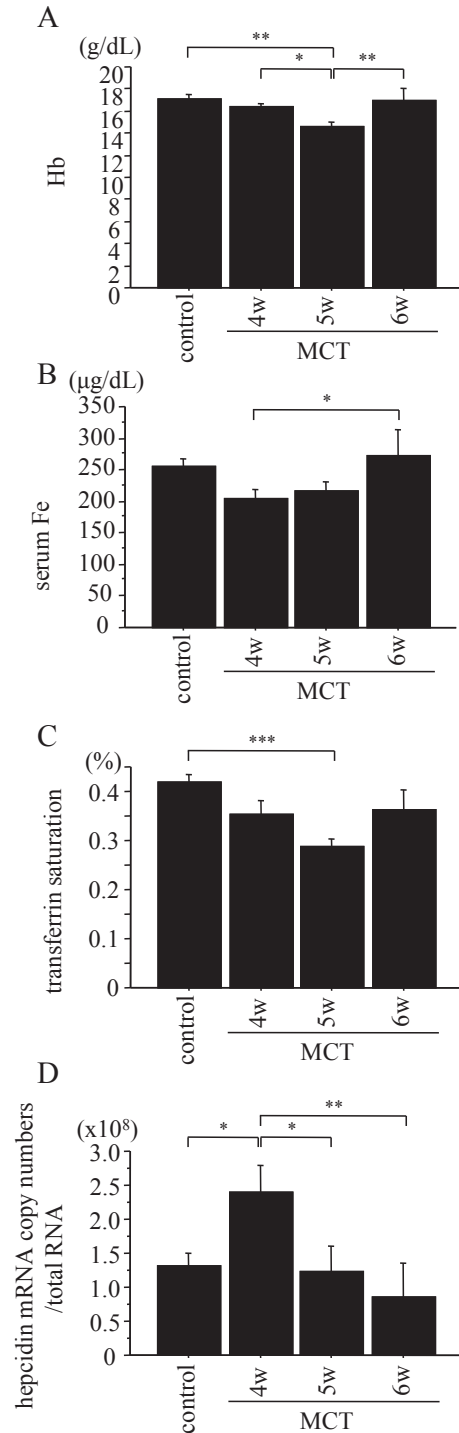 A
(g/dL)
** 
* **
20
18
16
14
12
10
8
6
4
2
0
Hb
control 4w 5w 6w
MCT
B
(μg/dL)
*
350
300
250
200
150
100
50
0
serum Fe
control 4w 5w 6w
MCT
C
(%)
***
0.4
0.3
0.2
0.1
0
transferrin saturation
control 4w 5w 6w
MCT
D
(x10⁸)
**
* *
3.0
2.5
2.0
1.5
1.0
0.5
0
hepcidin mRNA copy numbers
/total RNA
control 4w 5w 6w
MCT